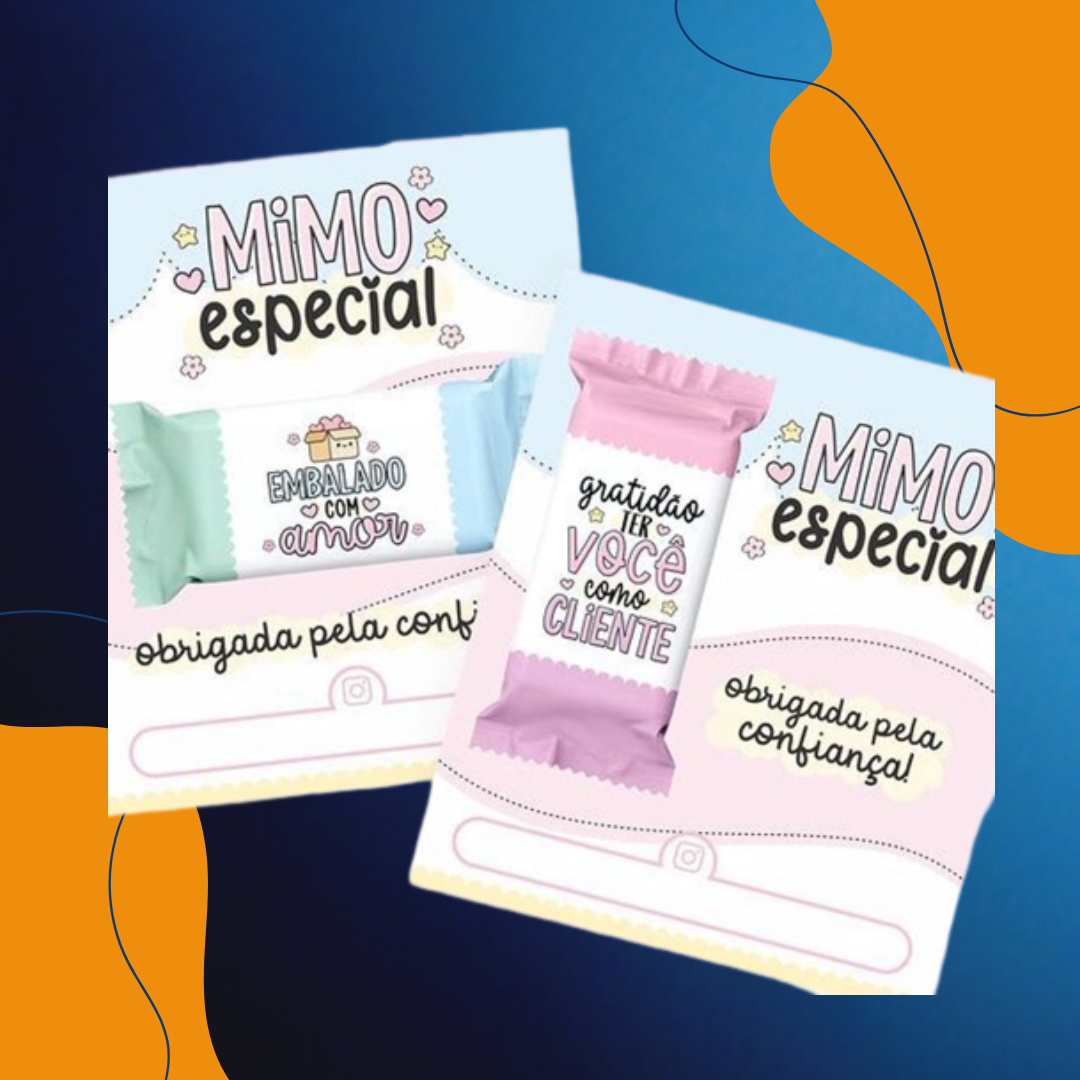 MiMO
especial
EMBALADO
COM
amor
obrigada pela conf
gratidão
TER
VOCÊ
como
CLiENTE
MiMO
especial
obrigada pela
confiança!